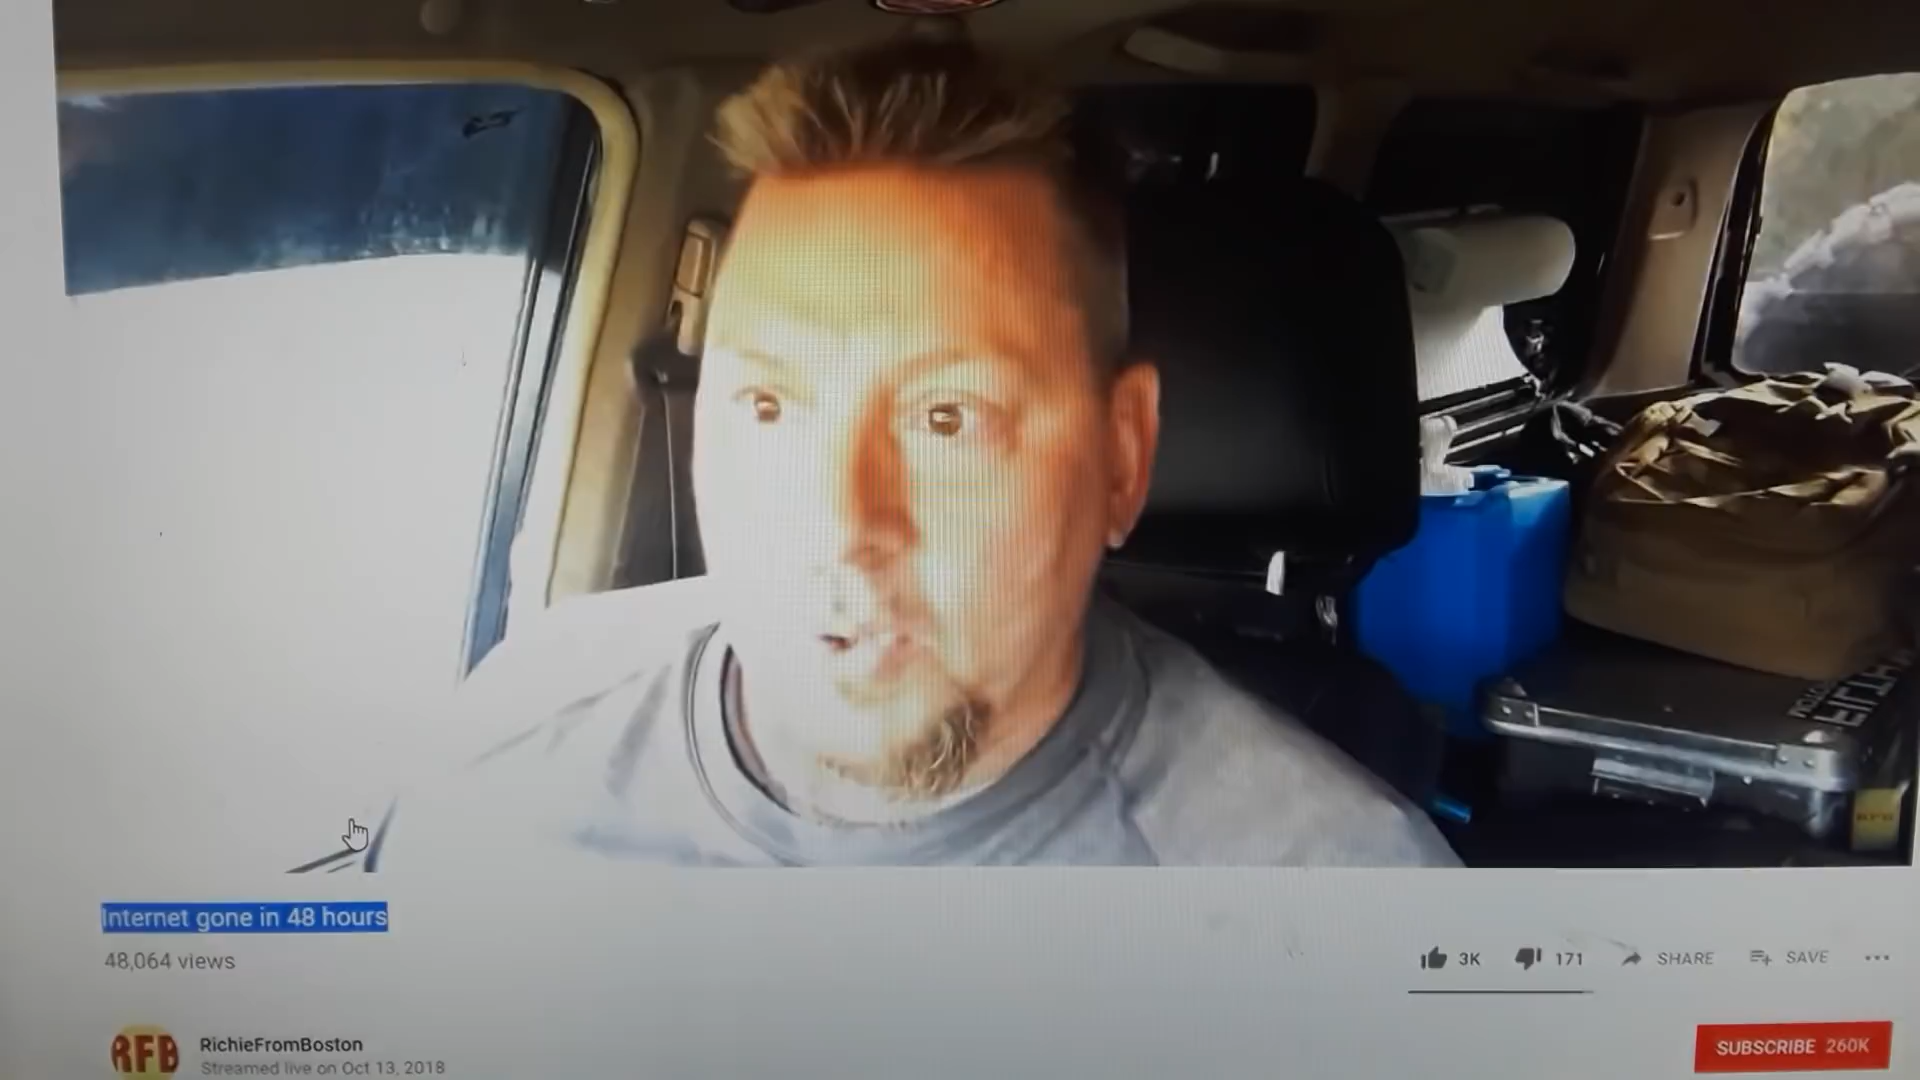 Internet gone in 48 hours
48,064 views
3K
171
SHARE
SAVE
RFB
RichieFromBoston
Streamed live on Oct 13, 2018
SUBSCRIBE 260K